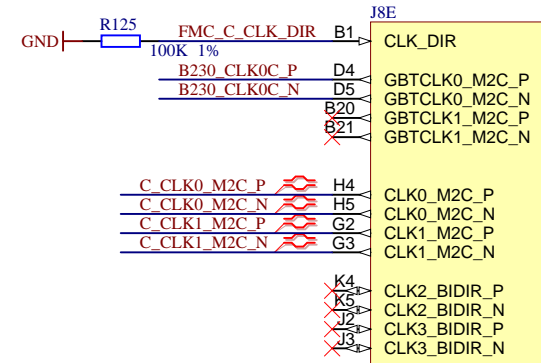 J8E
R125
GND
FMC_C_CLK_DIR B1 CLK_DIR
100K 1%
B230_CLK0C_P D4 GBTCLK0_M2C_P
B230_CLK0C_N D5 GBTCLK0_M2C_N
B20 GBTCLK1_M2C_P
B21 GBTCLK1_M2C_N
C_CLK0_M2C_P H4 CLK0_M2C_P
C_CLK0_M2C_N H5 CLK0_M2C_N
C_CLK1_M2C_P G2 CLK1_M2C_P
C_CLK1_M2C_N G3 CLK1_M2C_N
K4 CLK2_BIDIR_P
K5 CLK2_BIDIR_N
J2 CLK3_BIDIR_P
J3 CLK3_BIDIR_N